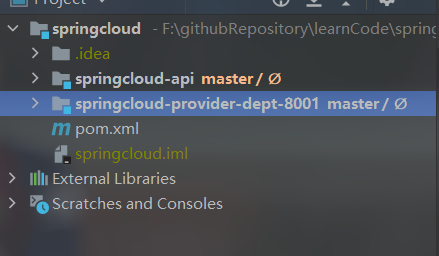 Project
springcloud - F:\githubRepository\learnCode\spring
.idea
springcloud-api master / Ø
springcloud-provider-dept-8001 master / Ø
pom.xml
springcloud.iml
External Libraries
Scratches and Consoles